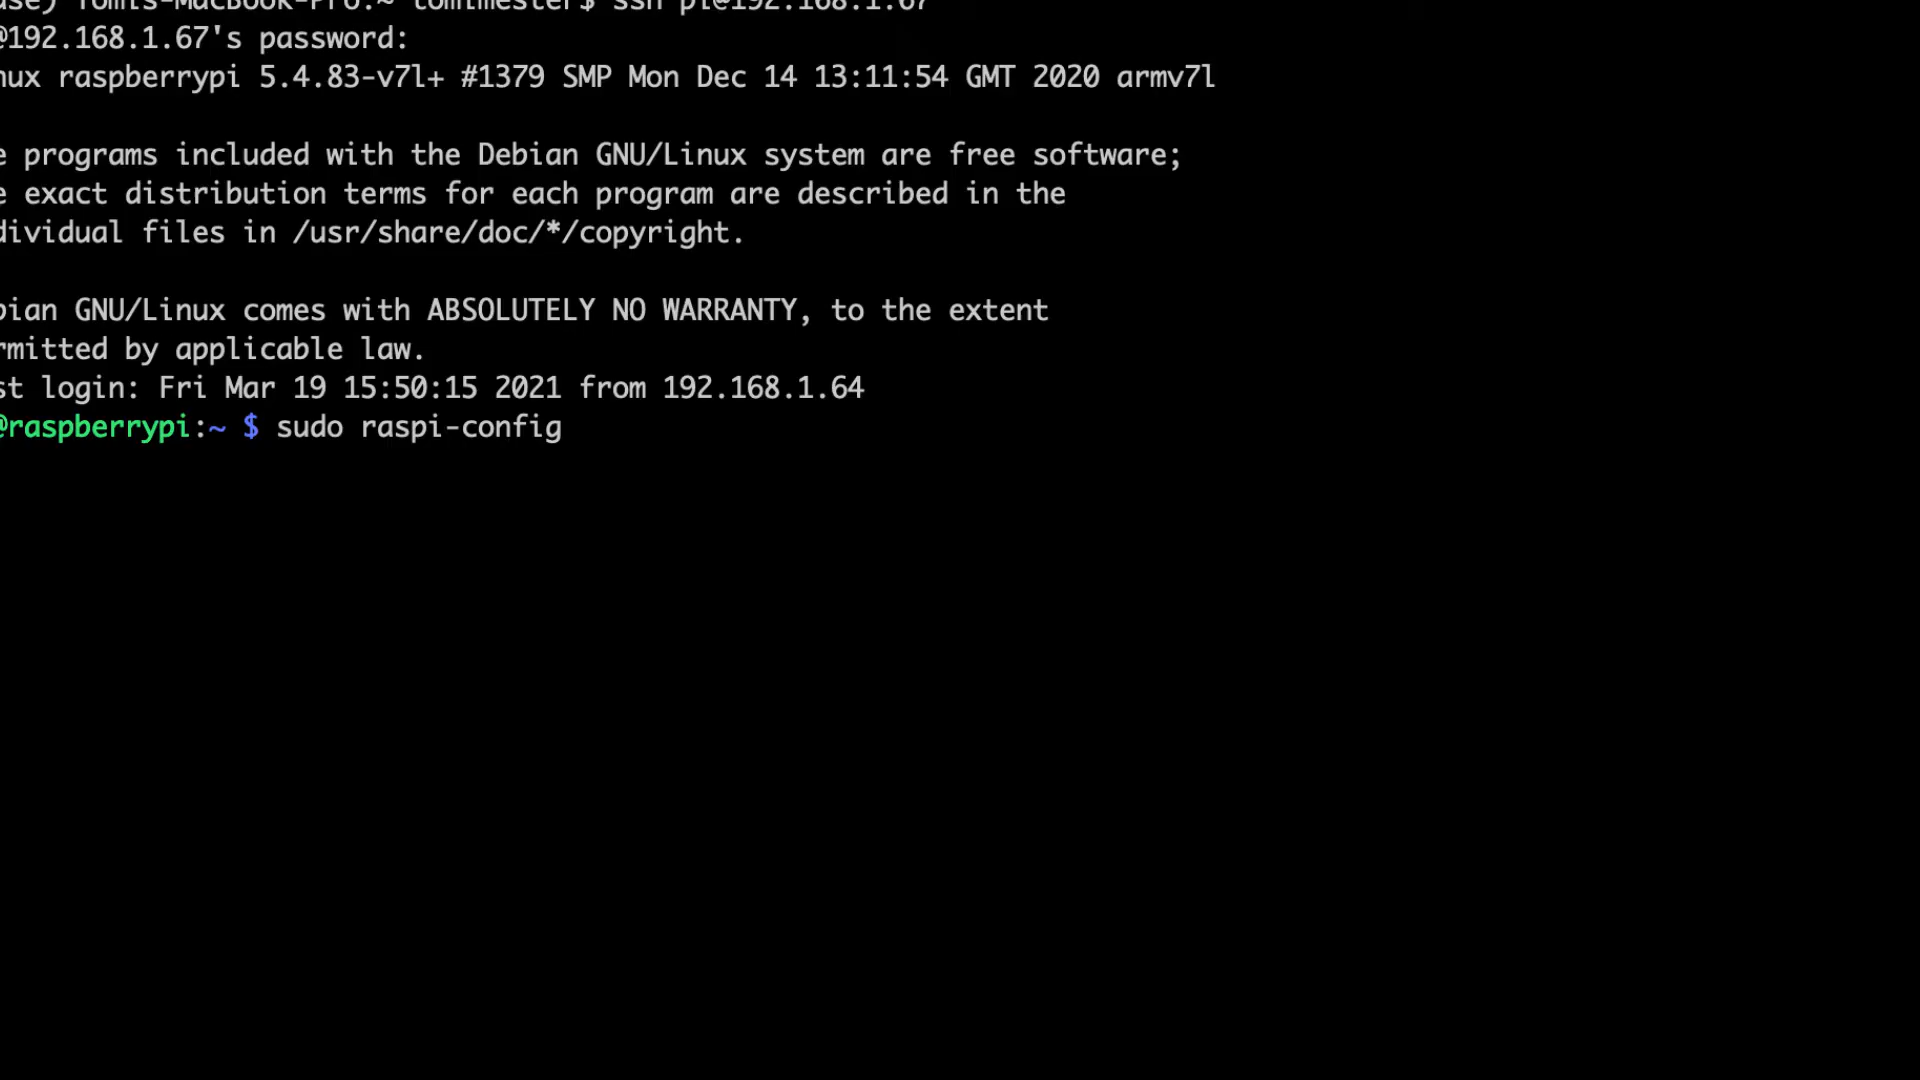 Tomis-MacBook-Pro:~ tomimester$ ssh pi@192.168.1.67
@192.168.1.67's password:
nux raspberrypi 5.4.83-v7l+ #1379 SMP Mon Dec 14 13:11:54 GMT 2020 armv7l
e programs included with the Debian GNU/Linux system are free software;
e exact distribution terms for each program are described in the
dividual files in /usr/share/doc/*/copyright.
bian GNU/Linux comes with ABSOLUTELY NO WARRANTY, to the extent
rmitted by applicable law.
st login: Fri Mar 19 15:50:15 2021 from 192.168.1.64
@raspberrypi:~ $ sudo raspi-config